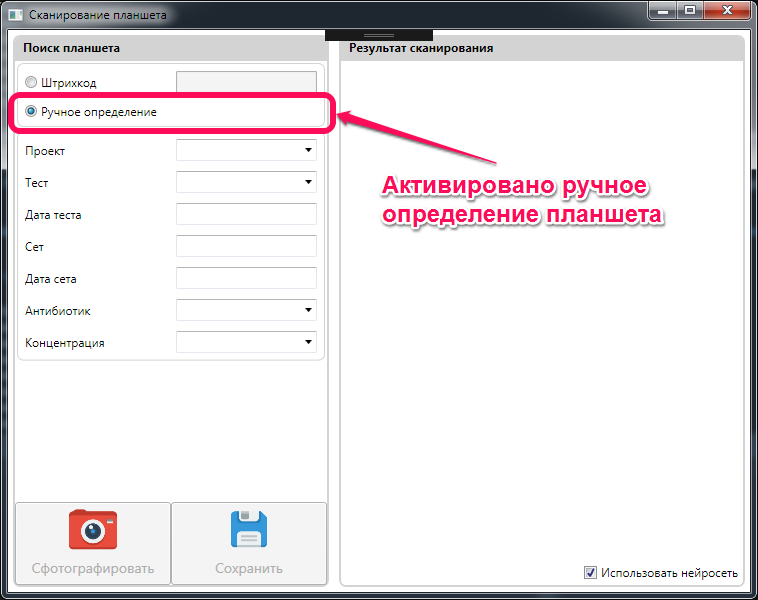 Сканирование планшета
Поиск планшета
Штрихкод
Ручное определение
Проект
Тест
Дата теста
Сет
Дата сета
Антибиотик
Концентрация
Сфотографировать
Сохранить
Результат сканирования
Активировано ручное
определение планшета
Использовать нейросеть